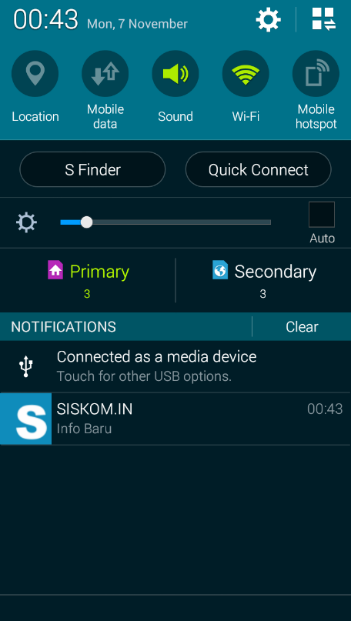 00:43 Mon, 7 November
Location
Mobile
data
Sound
Wi-Fi
Mobile
hotspot
S Finder
Quick Connect
Auto
Primary
3
Secondary
3
NOTIFICATIONS
Clear
Connected as a media device
Touch for other USB options.
S
SISKOM.IN 00:43
Info Baru